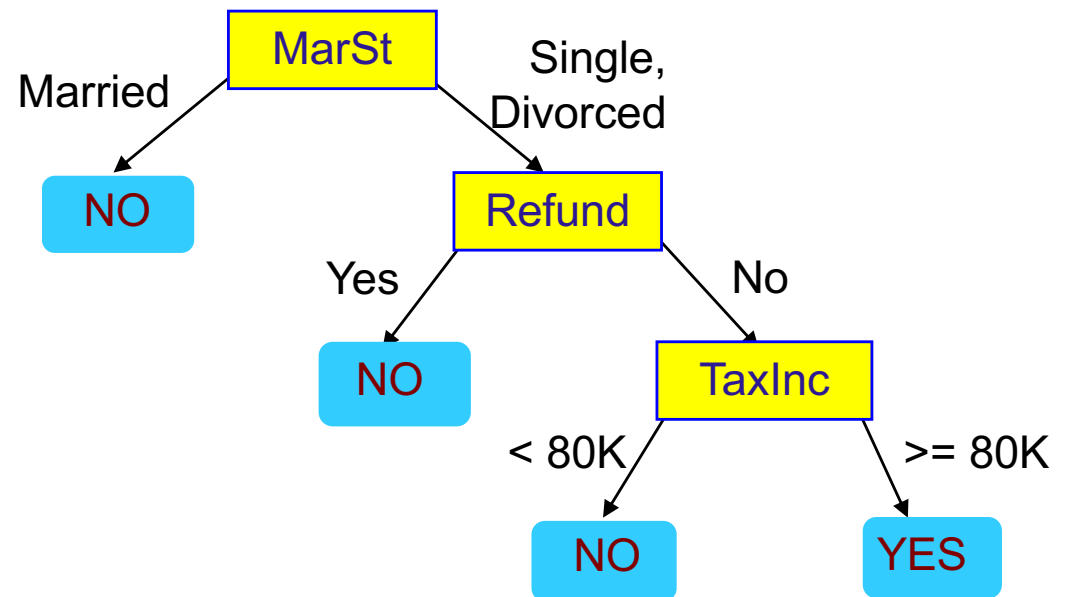 MarSt
Single,
Married
Divorced
NO
Refund
Yes
No
NO
TaxInc
< 80K
>= 80K
NO
YES